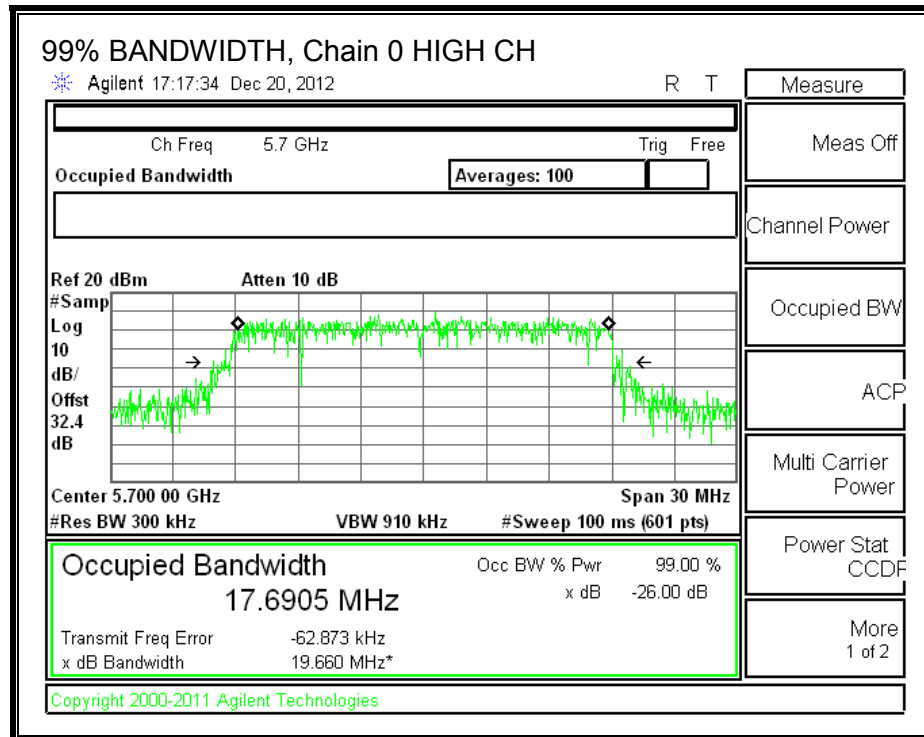 99% BANDWIDTH, Chain 0 HIGH CH
Agilent 17:17:34 Dec 20, 2012 R T
Measure
Ch Freq 5.7 GHz Trig Free
Meas Off
Occupied Bandwidth Averages: 100
Channel Power
Ref 20 dBm Atten 10 dB
#Samp
Log
10
dB/
Offst
32.4
dB
Occupied BW
ACP
Multi Carrier
Power
Center 5.700 00 GHz Span 30 MHz
#Res BW 300 kHz VBW 910 kHz #Sweep 100 ms (601 pts)
Power Stat
CCDF
Occupied Bandwidth Occ BW % Pwr 99.00 %
17.6905 MHz x dB -26.00 dB
Transmit Freq Error -62.873 kHz
x dB Bandwidth 19.660 MHz*
More
1 of 2
Copyright 2000-2011 Agilent Technologies